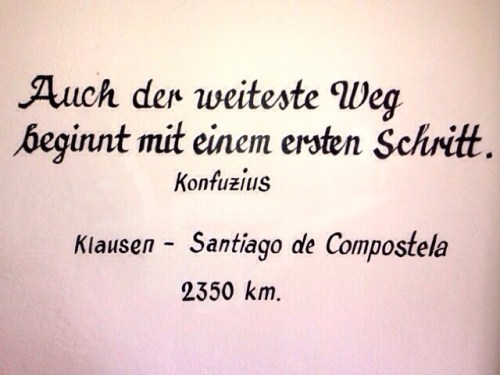 Auch der weiteste Weg
beginnt mit einem ersten Schritt.
Konfuzius
Klausen - Santiago de Compostela
2350 km.